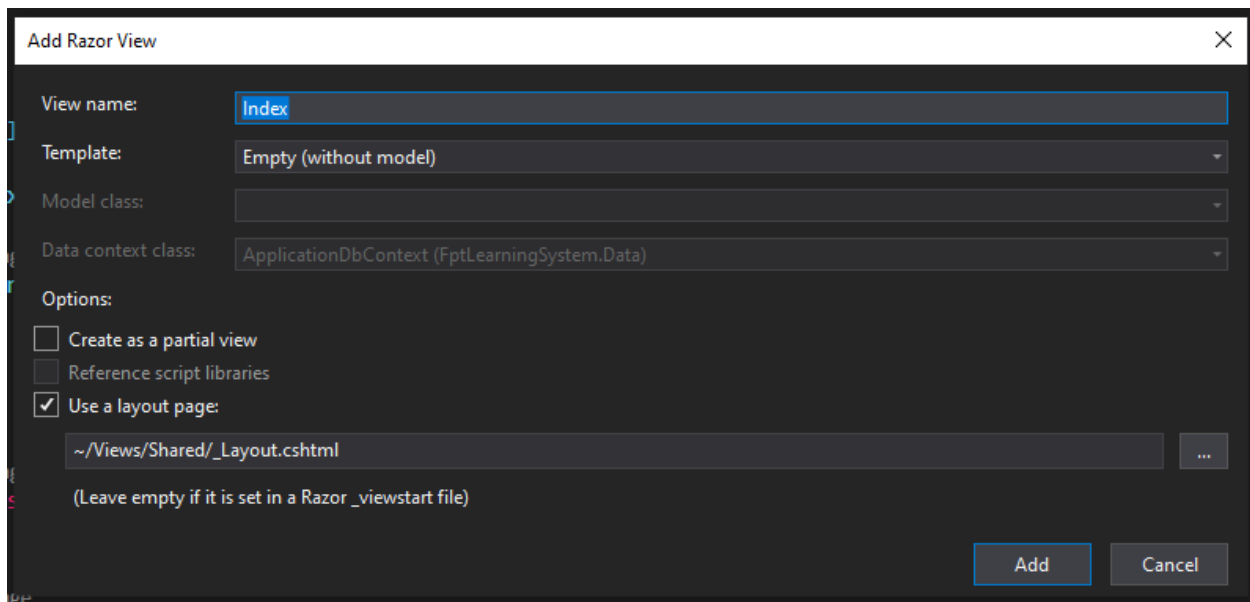 Add Razor View
View name:
Index
Template:
Empty (without model)
Model class:
Data context class:
ApplicationDbContext (FptLearningSystem.Data)
Options:
Create as a partial view
Reference script libraries
Use a layout page:
~/Views/Shared/_Layout.cshtml
...
(Leave empty if it is set in a Razor _viewstart file)
Add
Cancel